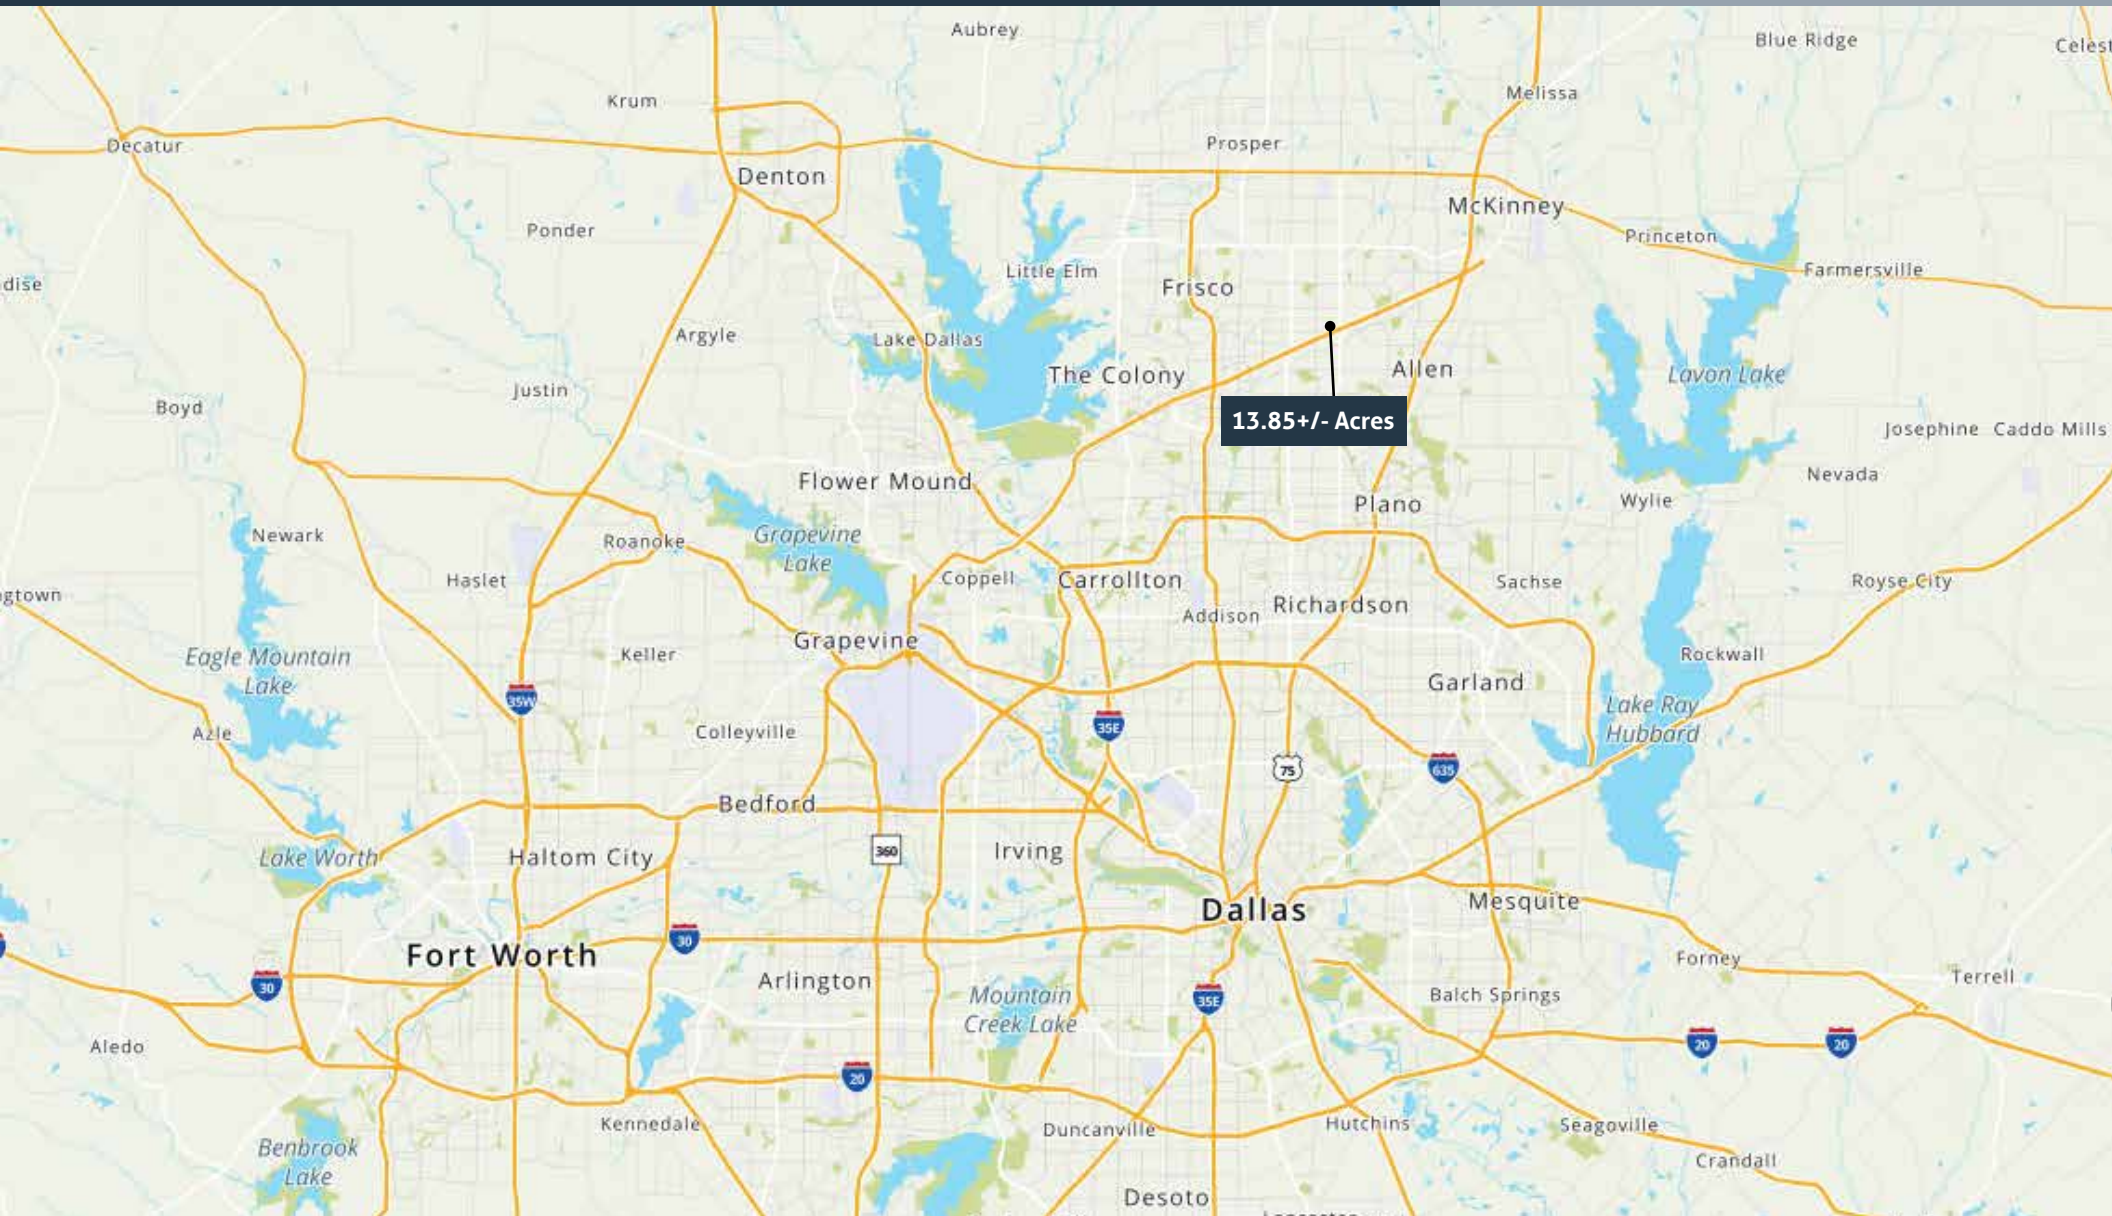 Aubrey
Blue Ridge
Celest
Krum
Melissa
Decatur
Prosper
Denton
McKinney
Ponder
Princeton
Little Elm
Farmersville
dise
Frisco
Argyle
Lake Dallas
Allen
The Colony
Lavon Lake
Justin
Boyd
13.85+/- Acres
Josephine
Caddo Mills
Flower Mound
Nevada
Plano
Wylie
Newark
Grapevine
Lake
Roanoke
Haslet
Coppell
Carrollton
Sachse
Royse City
gtown
Addison
Richardson
Grapevine
Keller
Rockwall
Eagle Mountain
Lake
Garland
35W
Lake Ray
Hubbard
35E
Azle
Colleyville
75
635
Bedford
360
Irving
Lake Worth
Haltom City
Mesquite
Dallas
30
Fort Worth
Forney
Terrell
30
Arlington
Mountain
Creek Lake
35E
Balch Springs
Aledo
20
20
20
Kennedale
Duncanville
Hutchins
Seagoville
Benbrook
Lake
Crandall
Desoto